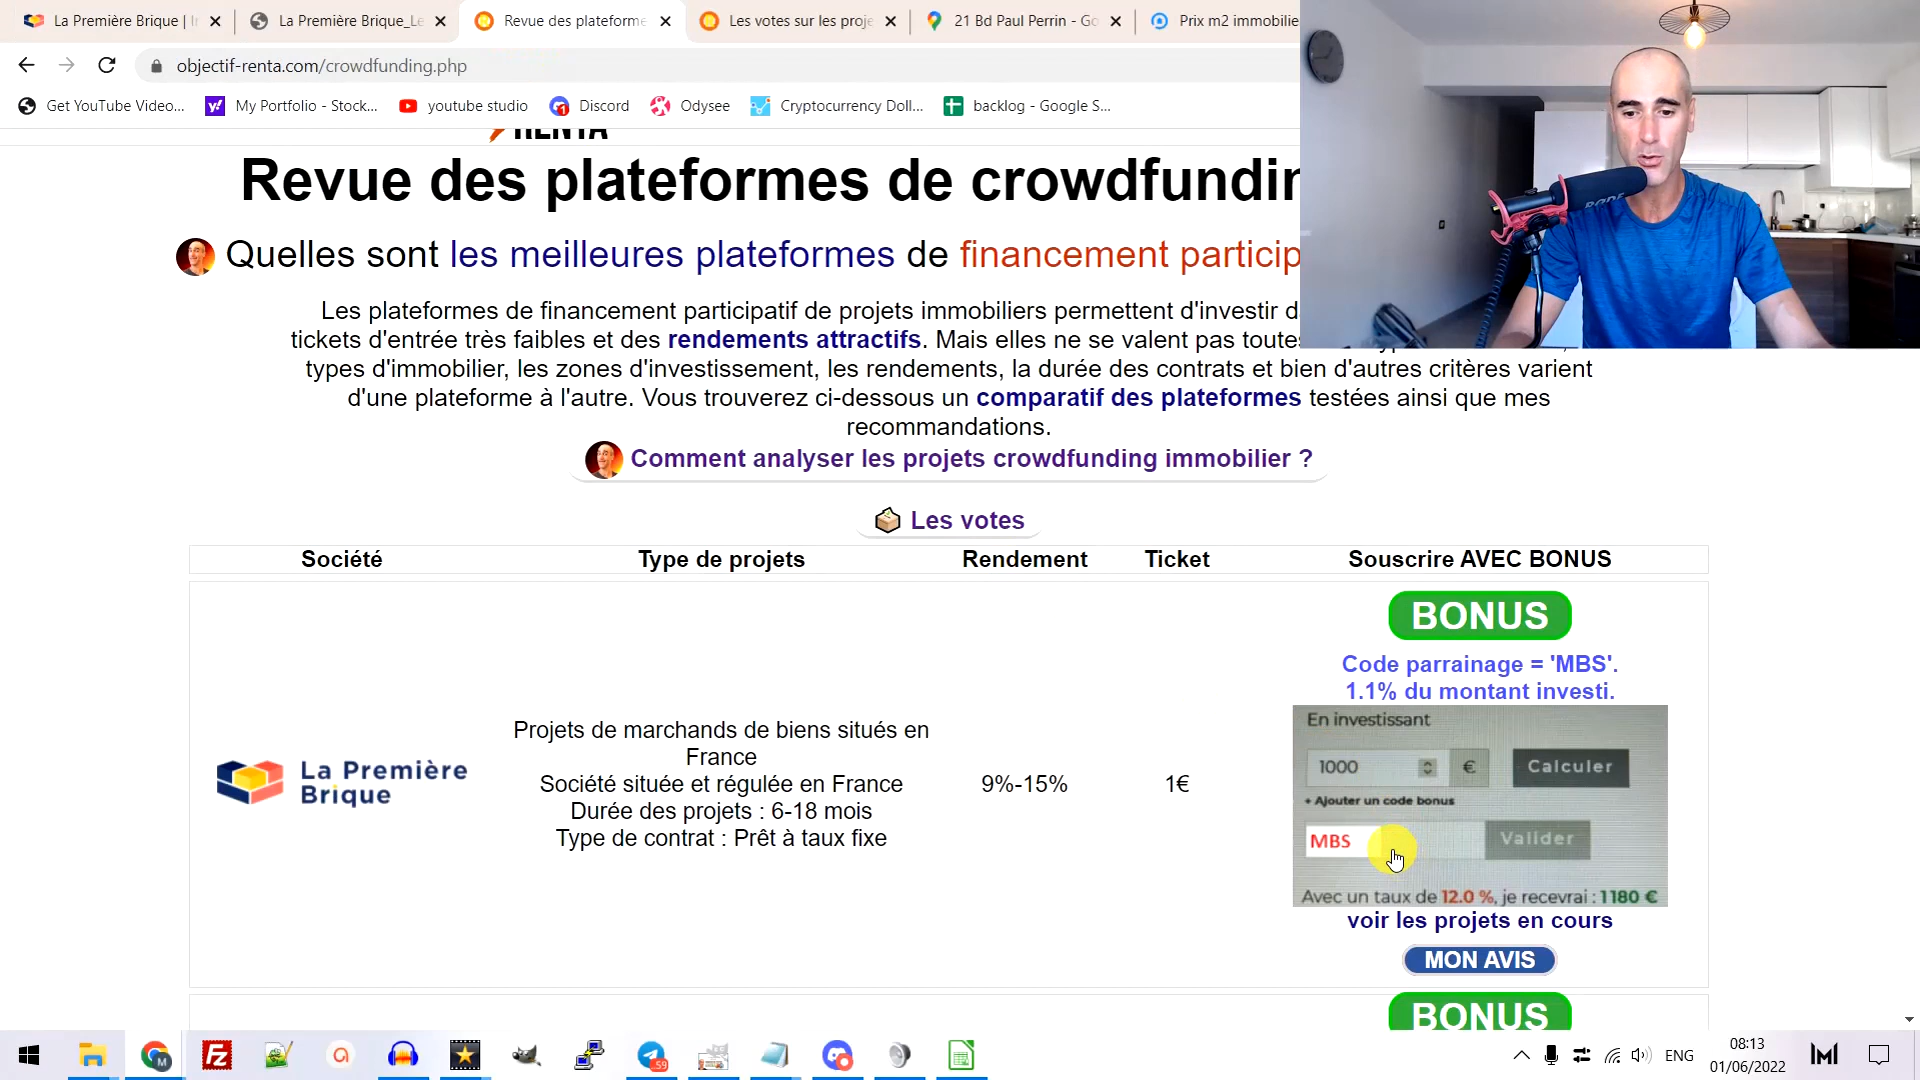 La Première Brique | I
La Première Brique_Le
Revue des plateforme
Les votes sur les proje
21 Bd Paul Perrin - Go
Prix m2 immobilie
objectif-renta.com/crowdfunding.php
Get YouTube Video...
My Portfolio - Stock...
youtube studio
Discord
Odysee
Cryptocurrency Doll...
backlog - Google S...
RENTA
Revue des plateformes de crowdfundin
Quelles sont les meilleures plateformes de financement particip
Les plateformes de financement participatif de projets immobiliers permettent d'investir d
tickets d'entrée très faibles et des rendements attractifs. Mais elles ne se valent pas toutes
types d'immobilier, les zones d'investissement, les rendements, la durée des contrats et bien d'autres critères varient
d'une plateforme à l'autre. Vous trouverez ci-dessous un comparatif des plateformes testées ainsi que mes
recommandations.
Comment analyser les projets crowdfunding immobilier ?
Les votes
Société
Type de projets
Rendement
Ticket
Souscrire AVEC BONUS
La Première
Brique
Projets de marchands de biens situés en
France
Société située et régulée en France
Durée des projets : 6-18 mois
Type de contrat : Prêt à taux fixe
9%-15%
1€
BONUS
Code parrainage = 'MBS'.
1.1% du montant investi.
En investissant
1000 € Calculer
+ Ajouter un code bonus
MBS Valider
Avec un taux de 12.0 %, je recevrai : 1180 €
voir les projets en cours
MON AVIS
BONUS
RODE
59
ENG
08:13
01/06/2022